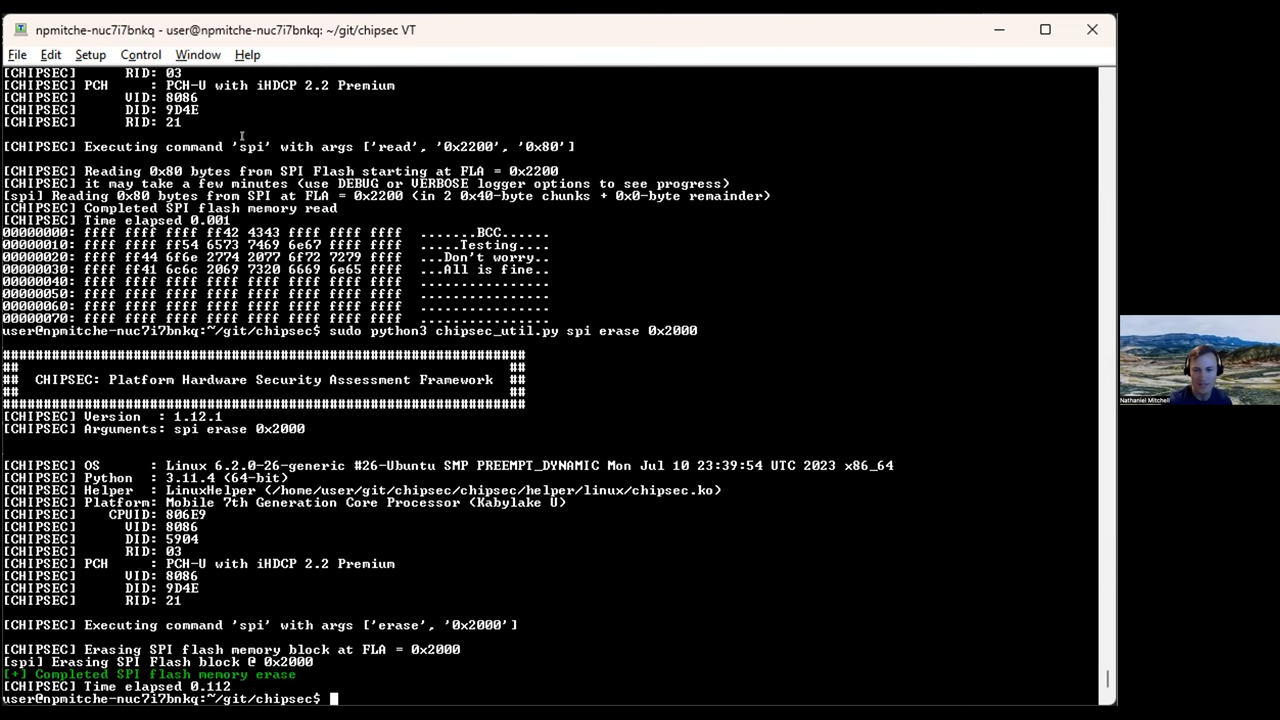 npmitche-nuc7i7bnkq - user@npmitche-nuc7i7bnkq: ~/git/chipsec VT
File Edit Setup Control Window Help
[CHIPSEC] RID: 03
[CHIPSEC] PCH : PCH-U with iHDCP 2.2 Premium
[CHIPSEC] VID: 8086
[CHIPSEC] DID: 9D4E
[CHIPSEC] RID: 21
[CHIPSEC] Executing command 'spi' with args ['read', '0x2200', '0x80']
[CHIPSEC] Reading 0x80 bytes from SPI Flash starting at FLA = 0x2200
[CHIPSEC] it may take a few minutes (use DEBUG or VERBOSE logger options to see progress)
[spi] Reading 0x80 bytes from SPI at FLA = 0x2200 (in 2 0x40-byte chunks + 0x0-byte remainder)
[CHIPSEC] Completed SPI flash memory read
[CHIPSEC] Time elapsed 0.001
00000000: ffff ffff ffff ff42 4343 ffff ffff ffff .......BCC......
00000010: ffff ffff ff54 6573 7469 6e67 ffff ffff .....Testing....
00000020: ffff ff44 6f6e 2774 2077 6f72 7279 ffff ...Don't worry..
00000030: ffff ff41 6c6c 2069 7320 6669 6e65 ffff ...All is fine..
00000040: ffff ffff ffff ffff ffff ffff ffff ffff ................
00000050: ffff ffff ffff ffff ffff ffff ffff ffff ................
00000060: ffff ffff ffff ffff ffff ffff ffff ffff ................
00000070: ffff ffff ffff ffff ffff ffff ffff ffff ................
user@npmitche-nuc7i7bnkq:~/git/chipsec$ sudo python3 chipsec_util.py spi erase 0x2000
################################################################
## ##
## CHIPSEC: Platform Hardware Security Assessment Framework ##
## ##
################################################################
[CHIPSEC] Version : 1.12.1
[CHIPSEC] Arguments: spi erase 0x2000
[CHIPSEC] OS : Linux 6.2.0-26-generic #26-Ubuntu SMP PREEMPT_DYNAMIC Mon Jul 10 23:39:54 UTC 2023 x86_64
[CHIPSEC] Python : 3.11.4 (64-bit)
[CHIPSEC] Helper : LinuxHelper (/home/user/git/chipsec/chipsec/helper/linux/chipsec.ko)
[CHIPSEC] Platform: Mobile 7th Generation Core Processor (Kabylake U)
[CHIPSEC] CPUID: 806E9
[CHIPSEC] VID: 8086
[CHIPSEC] DID: 5904
[CHIPSEC] RID: 03
[CHIPSEC] PCH : PCH-U with iHDCP 2.2 Premium
[CHIPSEC] VID: 8086
[CHIPSEC] DID: 9D4E
[CHIPSEC] RID: 21
[CHIPSEC] Executing command 'spi' with args ['erase', '0x2000']
[CHIPSEC] Erasing SPI flash memory block at FLA = 0x2000
[spi] Erasing SPI Flash block @ 0x2000
[+] Completed SPI flash memory erase
[CHIPSEC] Time elapsed 0.112
user@npmitche-nuc7i7bnkq:~/git/chipsec$
Nathaniel Mitchell